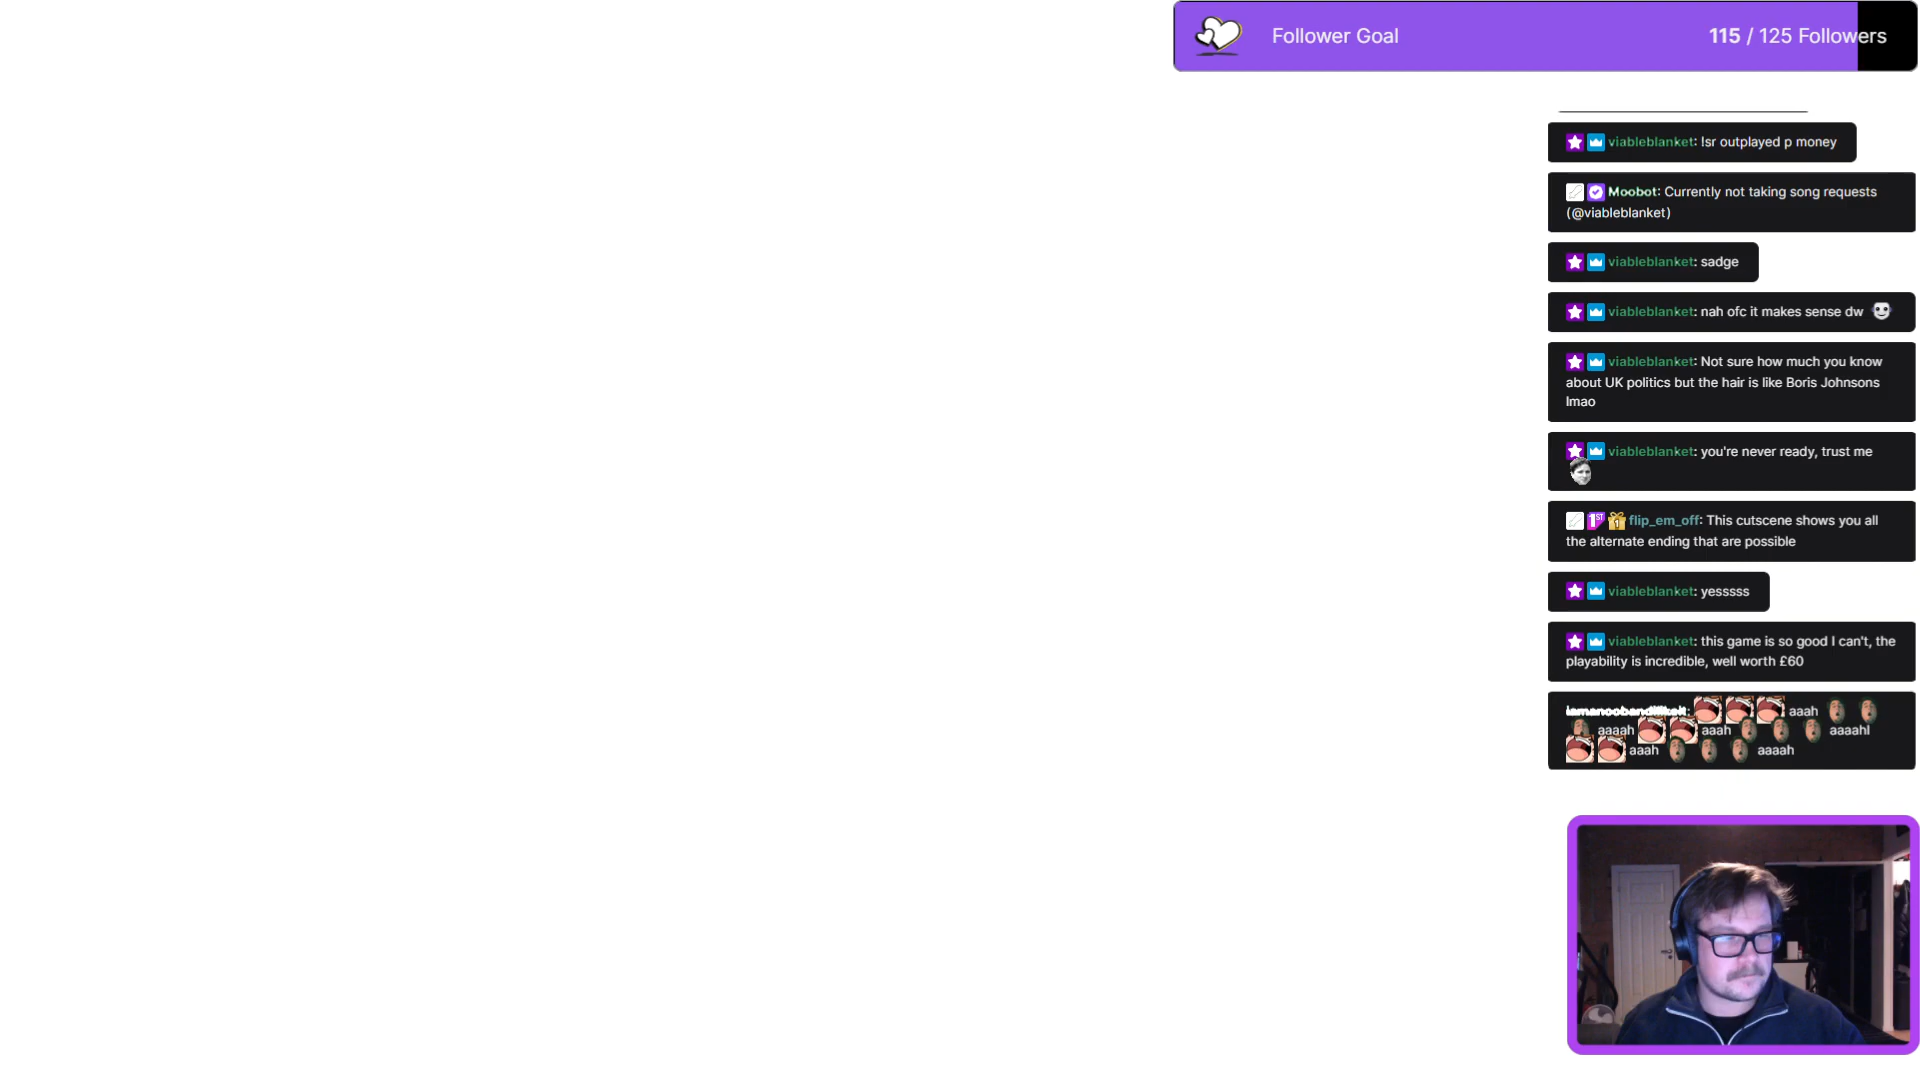 Follower Goal
115 / 125 Followers
viableblanket: !sr outplayed p money
Moobot: Currently not taking song requests
(@viableblanket)
viableblanket: sadge
viableblanket: nah ofc it makes sense dw
viableblanket: Not sure how much you know
about UK politics but the hair is like Boris Johnsons
lmao
viableblanket: you're never ready, trust me
1ST 1 flip_em_off: This cutscene shows you all
the alternate ending that are possible
viableblanket: yesssss
viableblanket: this game is so good I can't, the
playability is incredible, well worth £60
aaah
aaaah aaah aaaahl
aaah aaaah